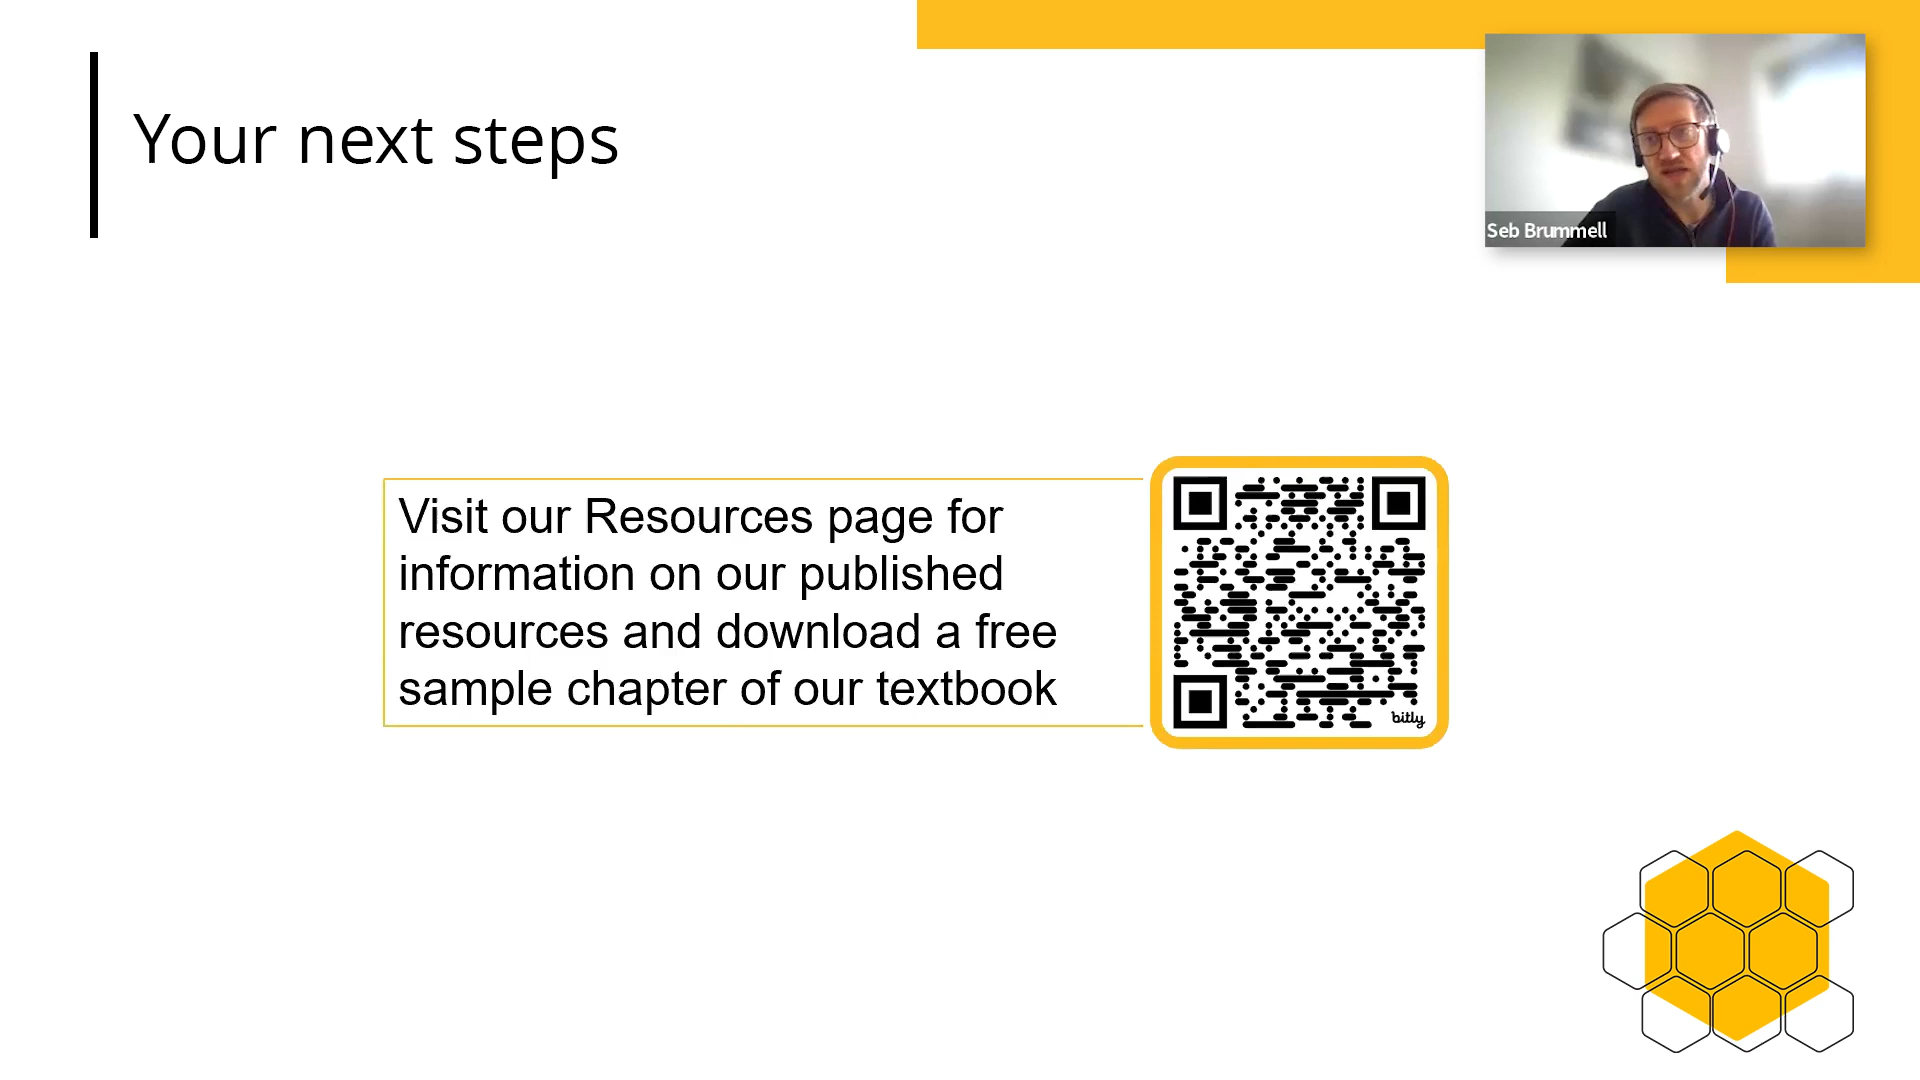 Your next steps
Seb Brummell
Visit our Resources page for
information on our published
resources and download a free
sample chapter of our textbook
bitly